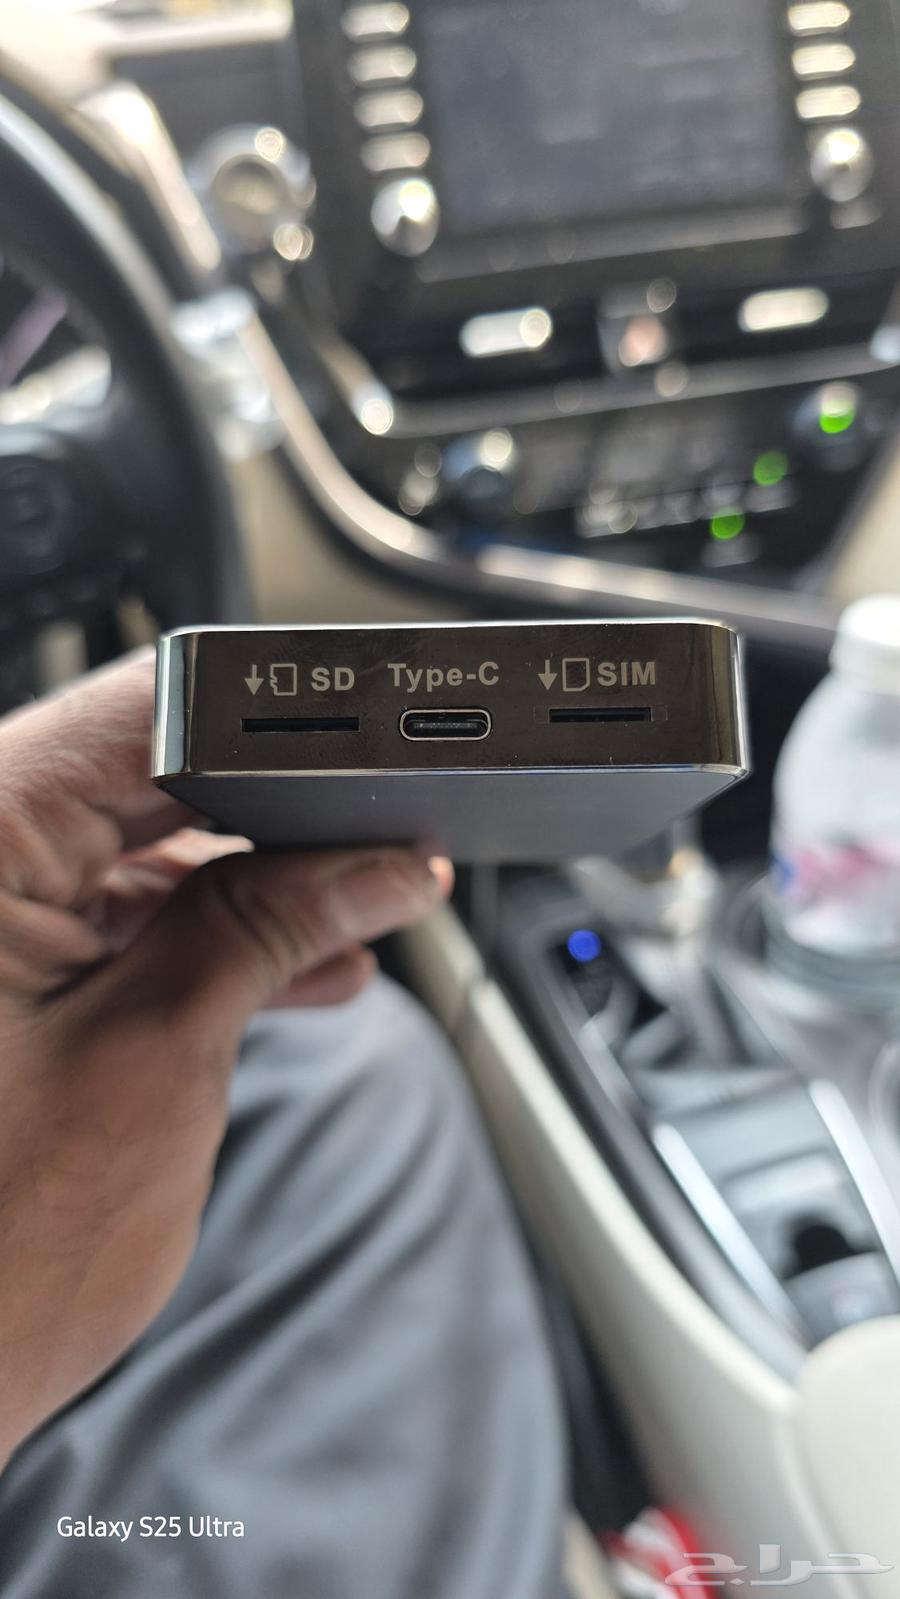 SD Type-C SIM
Galaxy S25 Ultra
حراج